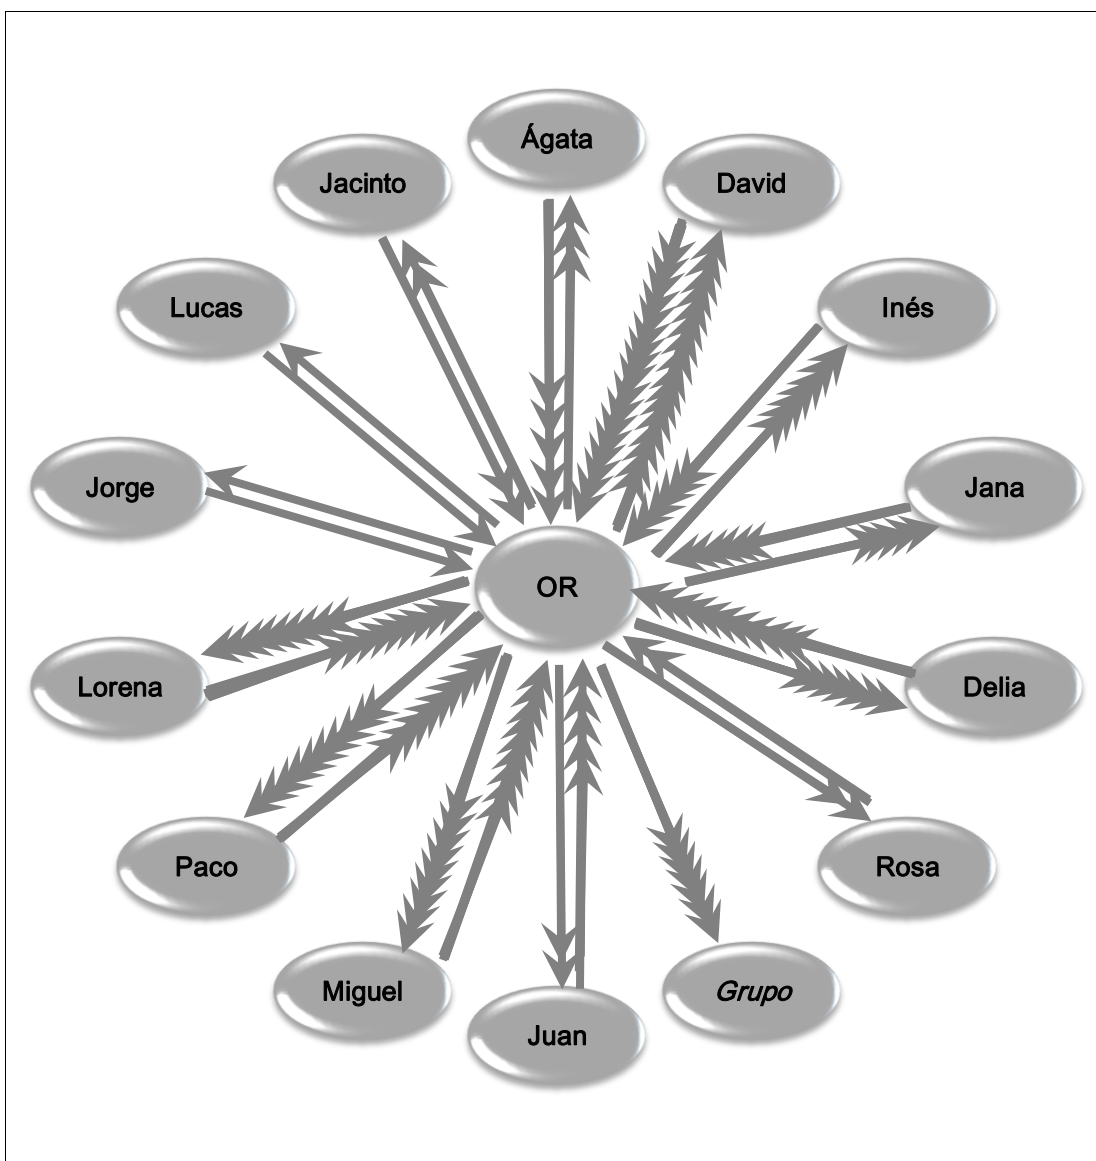 Ágata
Jacinto
David
Lucas
Inés
Jorge
Jana
OR
Lorena
Delia
Paco
Rosa
Miguel
Grupo
Juan